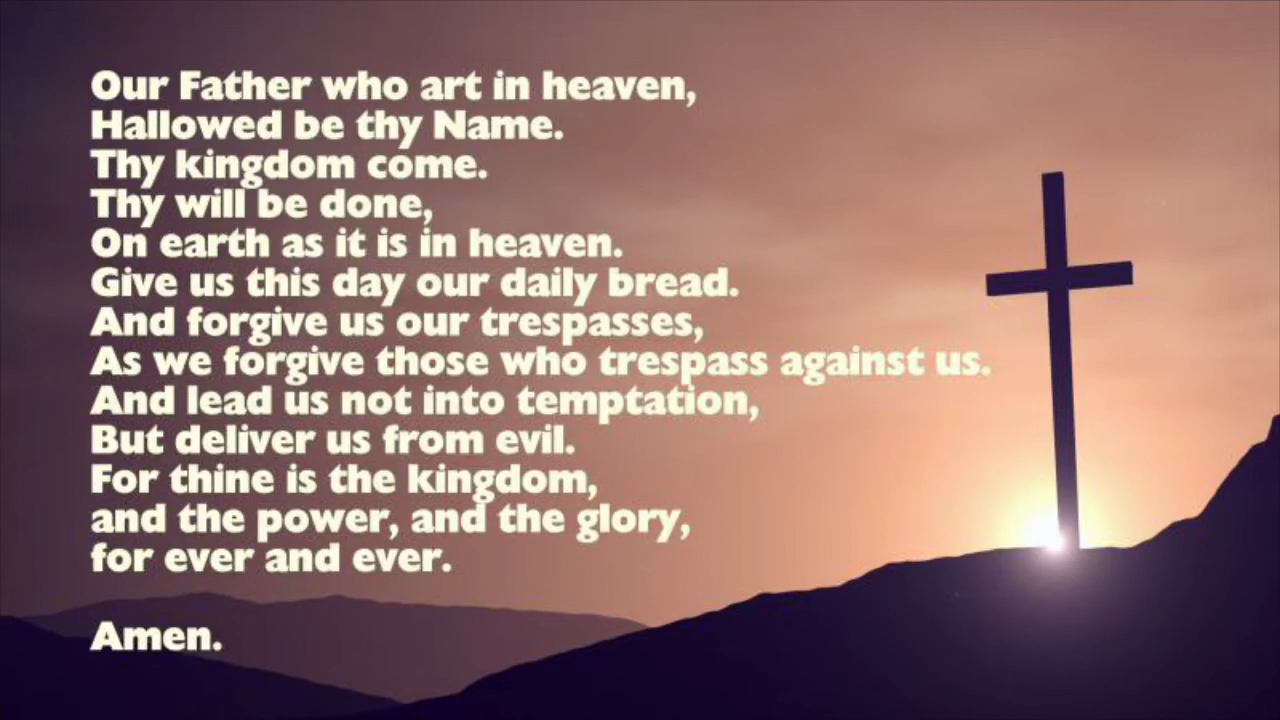 Our Father who art in heaven,
Hallowed be thy Name.
Thy kingdom come.
Thy will be done,
On earth as it is in heaven.
Give us this day our daily bread.
And forgive us our trespasses,
As we forgive those who trespass against us.
And lead us not into temptation,
But deliver us from evil.
For thine is the kingdom,
and the power, and the glory,
for ever and ever.
Amen.